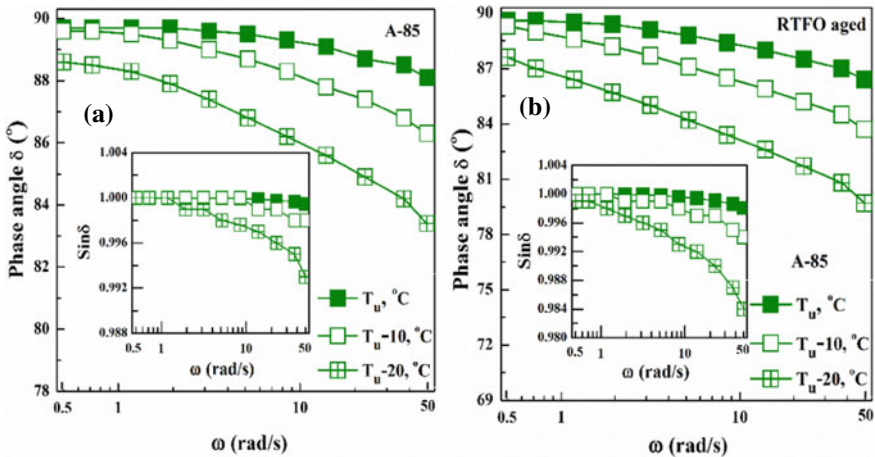 90
88
86
84
82
80
78
Phase angle δ (°)
A-85
(a)
1.004
1.000
0.996
0.992
0.988
Sinδ
0.5
1
10
50
ω (rad/s)
Tu, °C
Tu-10, °C
Tu-20, °C
0.5
1
10
50
ω (rad/s)
90
87
84
81
78
75
72
69
Phase angle δ (°)
RTFO aged
(b)
1.004
1.000
0.996
0.992
0.988
0.984
0.980
Sinδ
0.5
1
10
50
ω (rad/s)
A-85
Tu, °C
Tu-10, °C
Tu-20, °C
0.5
1
10
50
ω (rad/s)